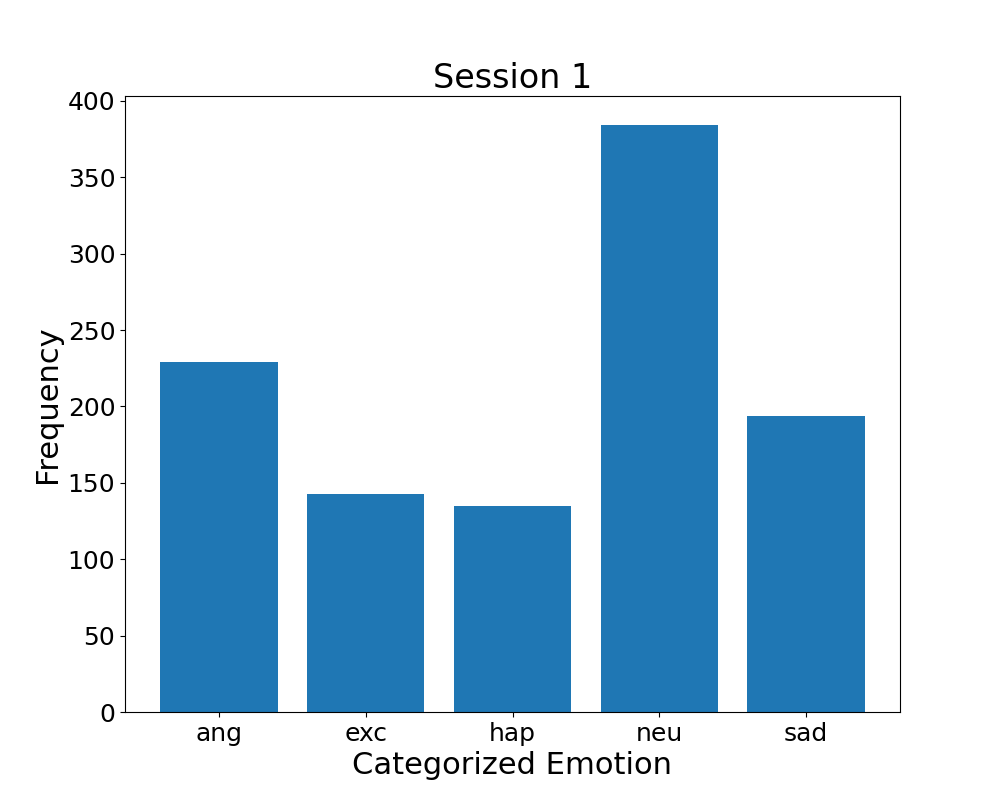 Session 1
400
350
300
250
200
150
100
50
0
Frequency
ang exc hap neu sad
Categorized Emotion